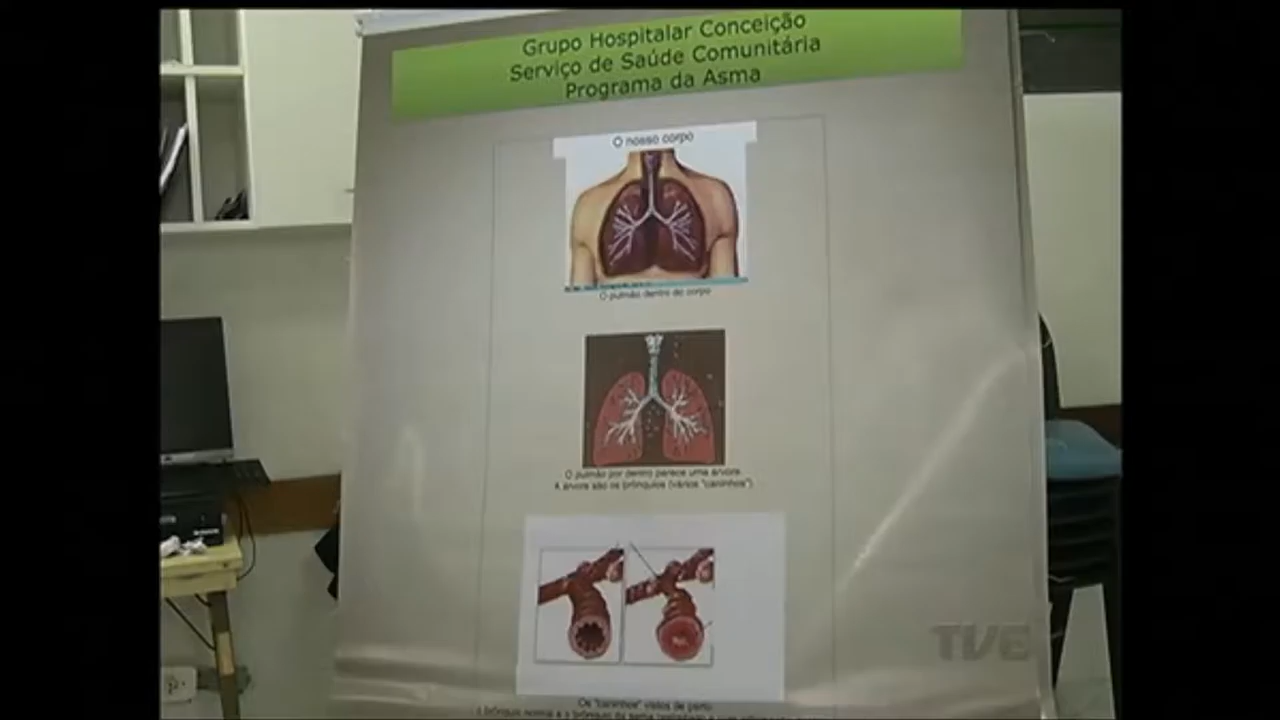 Grupo Hospitalar Conceição
Serviço de Saúde Comunitária
Programa da Asma
O nosso corpo
O pulmão dentro do corpo
O pulmão por dentro parece uma árvore.
A árvore são os brônquios (vários "caninhos")
Os "caninhos" vistos de perto
TVE